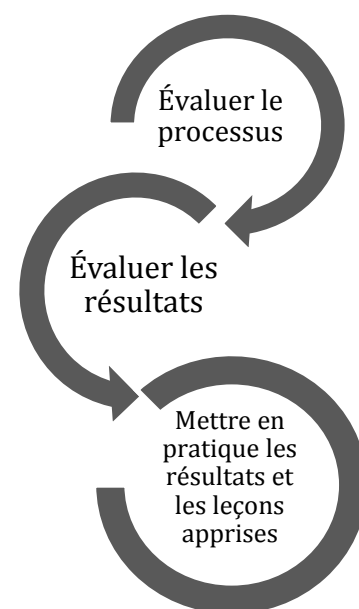 Évaluer le
processus
Évaluer les
résultats
Mettre en
pratique les
résultats et
les leçons
apprises